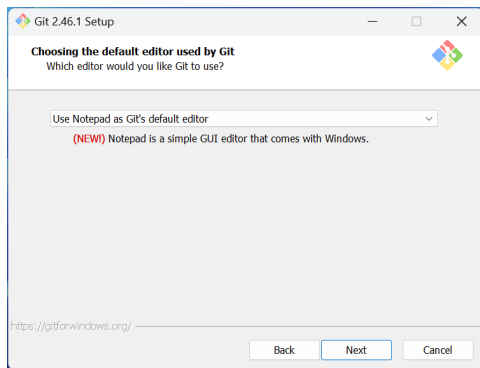 Git 2.46.1 Setup
Choosing the default editor used by Git
Which editor would you like Git to use?
Use Notepad as Git's default editor
(NEW!) Notepad is a simple GUI editor that comes with Windows.
https://gitforwindows.org/
Back Next Cancel